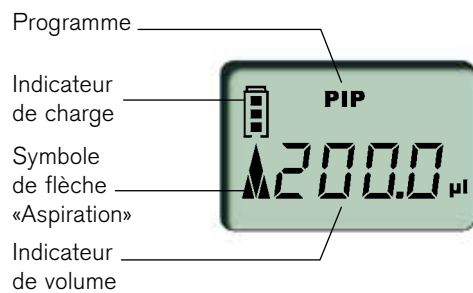 Programme
Indicateur
de charge
PIP
Symbole
de flèche
«Aspiration»
200.0 µl
Indicateur
de volume